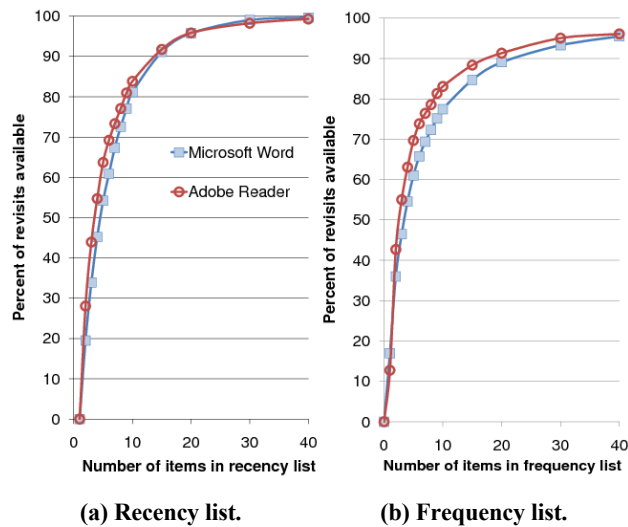 Percent of revisits available
100
90
80
70
60
50
40
30
20
10
0
Microsoft Word
Adobe Reader
0 10 20 30 40
Number of items in recency list
(a) Recency list.
Percent of revisits available
100
90
80
70
60
50
40
30
20
10
0
0 10 20 30 40
Number of items in frequency list
(b) Frequency list.